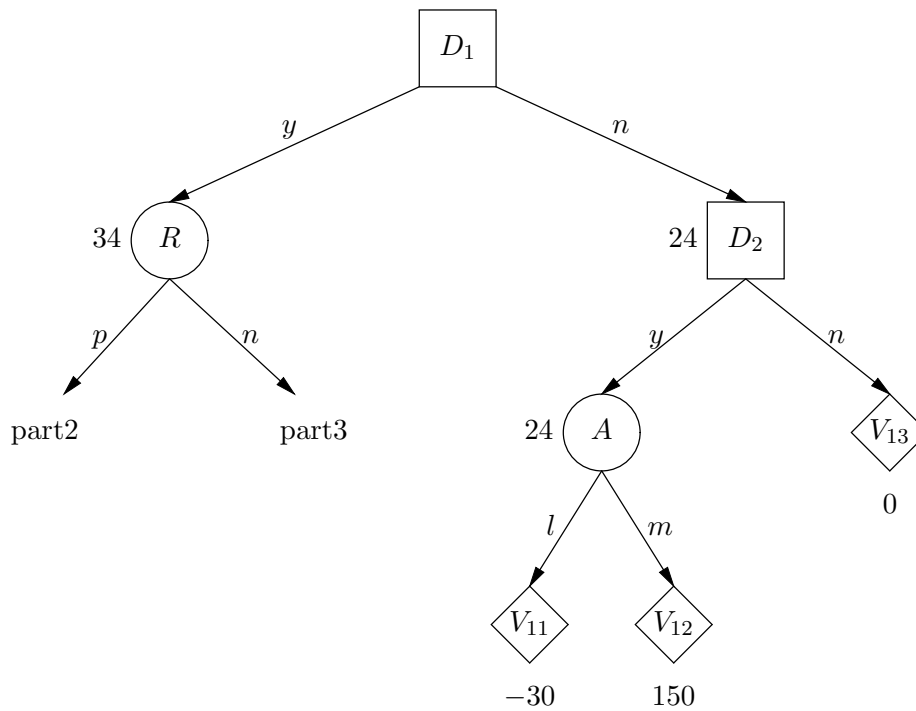 D₁
y n
34 R 24 D₂
p n y n
part2 part3 24 A V₁₃
0
l m
V₁₁ V₁₂
−30 150